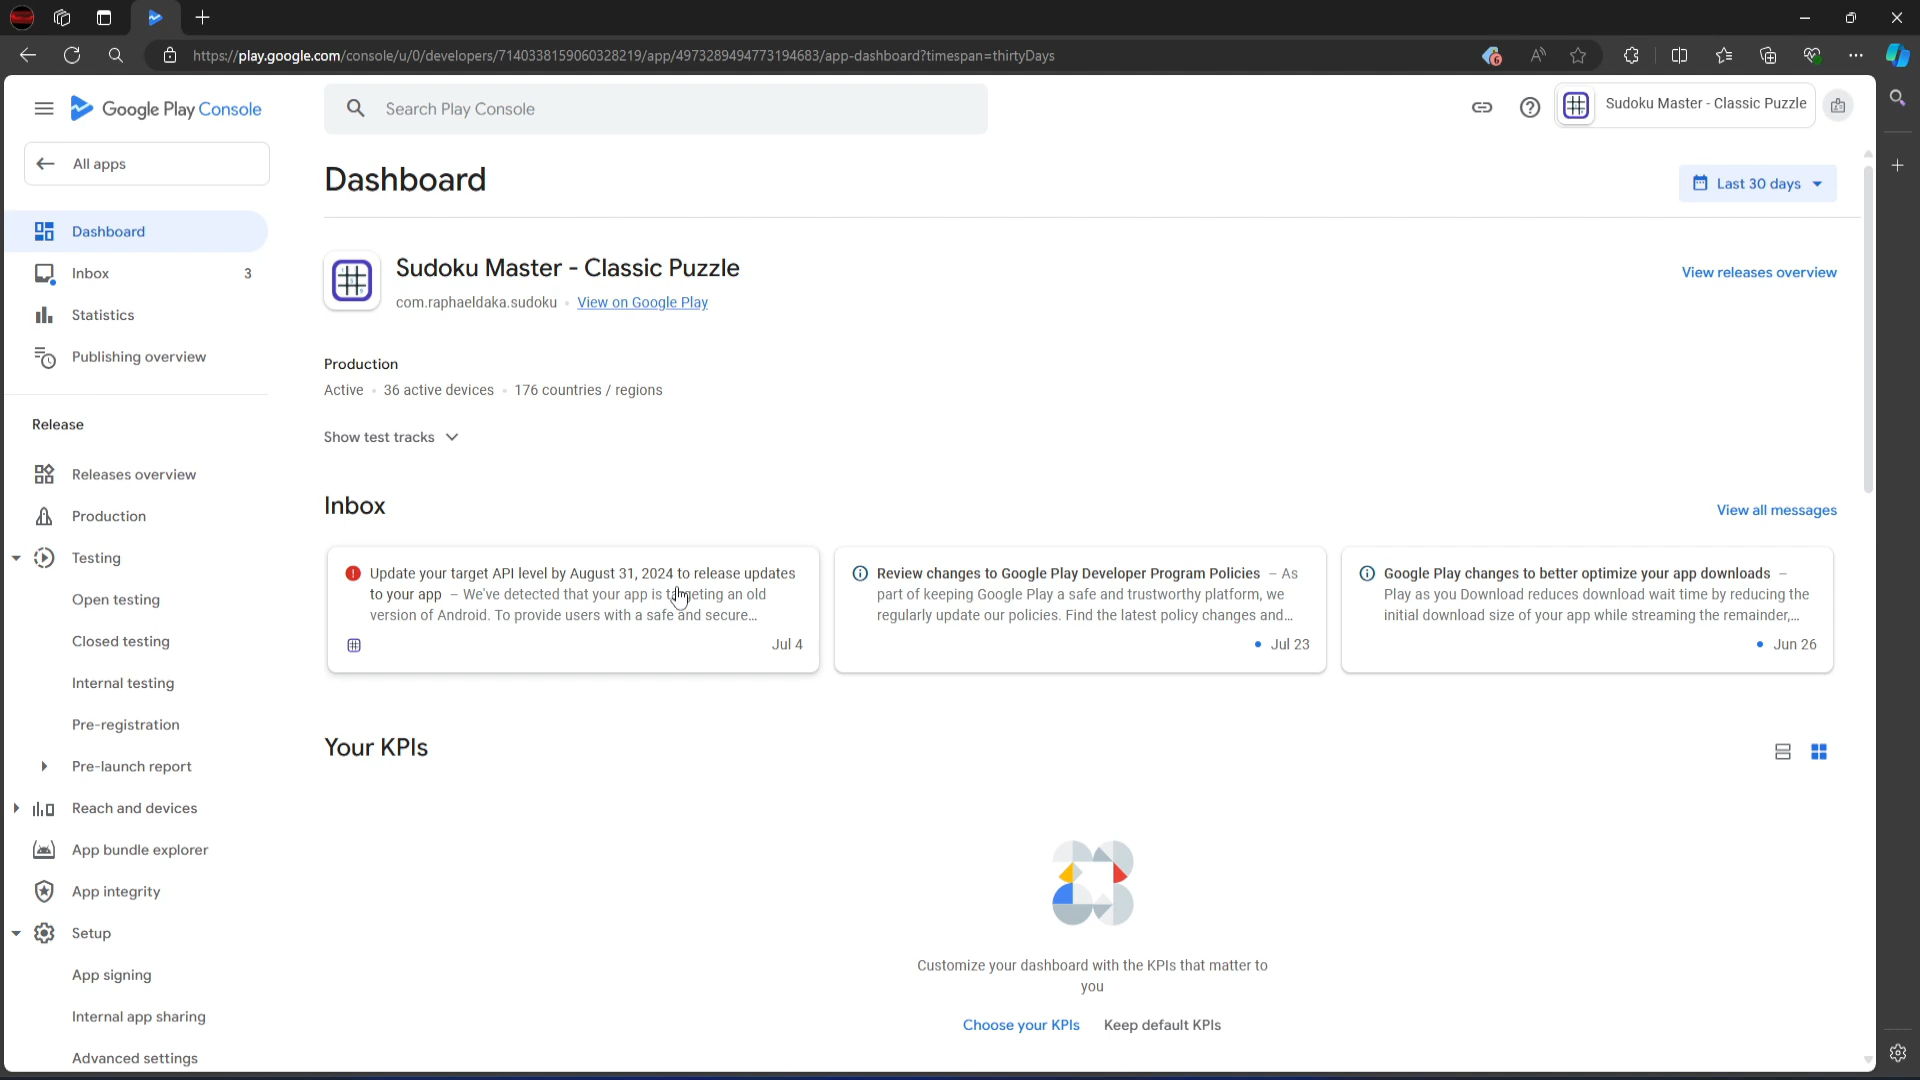 https://play.google.com/console/u/0/developers/7140338159060328219/app/4973289494773194683/app-dashboard?timespan=thirtyDays
6
Google Play Console
Search Play Console
Sudoku Master - Classic Puzzle
All apps
Dashboard
Inbox 3
Statistics
Publishing overview
Release
Releases overview
Production
Testing
Open testing
Closed testing
Internal testing
Pre-registration
Pre-launch report
Reach and devices
App bundle explorer
App integrity
Setup
App signing
Internal app sharing
Advanced settings
Dashboard
Last 30 days
Sudoku Master - Classic Puzzle
com.raphaeldaka.sudoku · View on Google Play
View releases overview
Production
Active · 36 active devices · 176 countries / regions
Show test tracks
Inbox
View all messages
Update your target API level by August 31, 2024 to release updates
to your app – We've detected that your app is targeting an old
version of Android. To provide users with a safe and secure...
Jul 4
Review changes to Google Play Developer Program Policies – As
part of keeping Google Play a safe and trustworthy platform, we
regularly update our policies. Find the latest policy changes and...
Jul 23
Google Play changes to better optimize your app downloads –
Play as you Download reduces download wait time by reducing the
initial download size of your app while streaming the remainder,...
Jun 26
Your KPIs
Customize your dashboard with the KPIs that matter to
you
Choose your KPIs Keep default KPIs